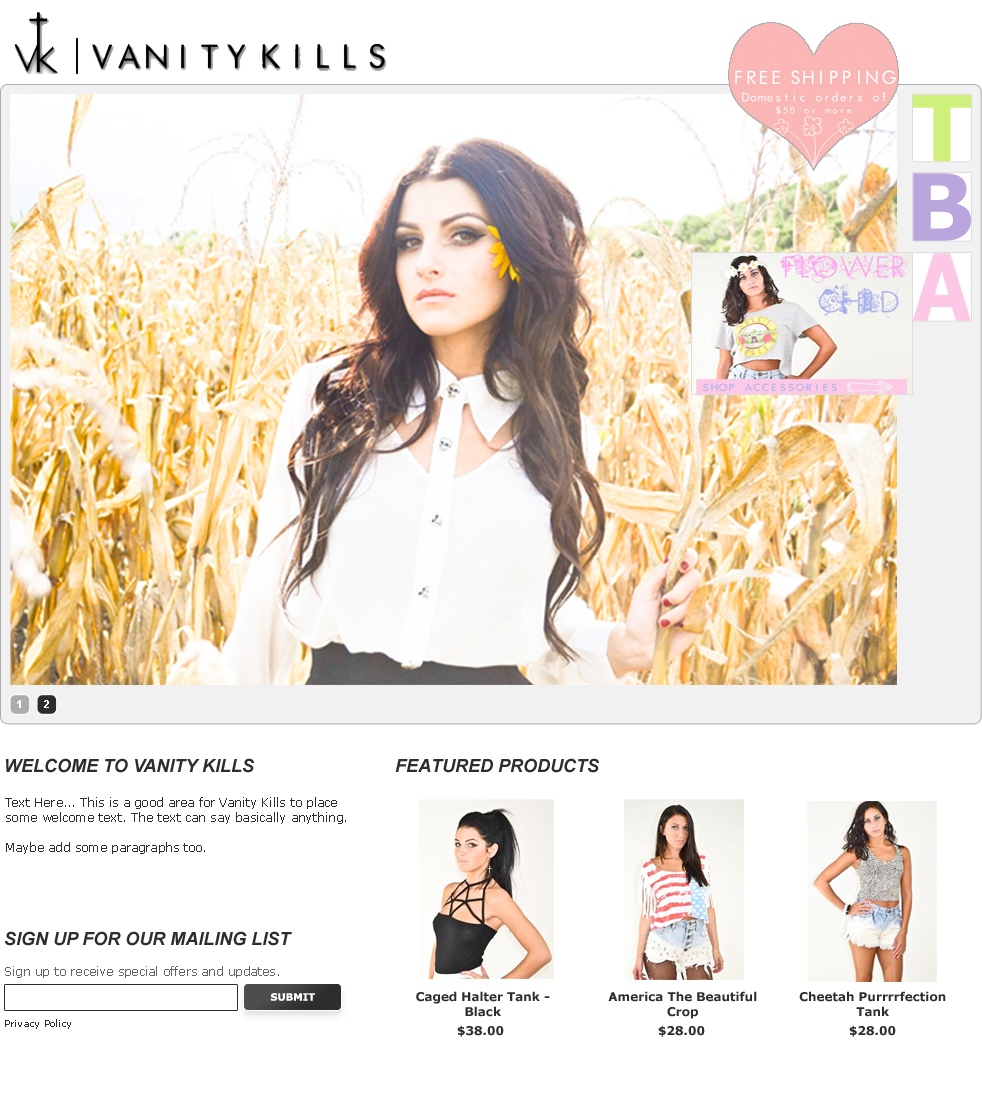 VK | VANITYKILLS
FREE SHIPPING
Domestic orders of
$50 or more
T
B
A
FLOWER
CHILD
SHOP ACCESSORIES
1 2
WELCOME TO VANITY KILLS
Text Here... This is a good area for Vanity Kills to place
some welcome text. The text can say basically anything.
Maybe add some paragraphs too.
SIGN UP FOR OUR MAILING LIST
Sign up to receive special offers and updates.
SUBMIT
Privacy Policy
FEATURED PRODUCTS
Caged Halter Tank -
Black
$38.00
America The Beautiful
Crop
$28.00
Cheetah Purrrrfection
Tank
$28.00